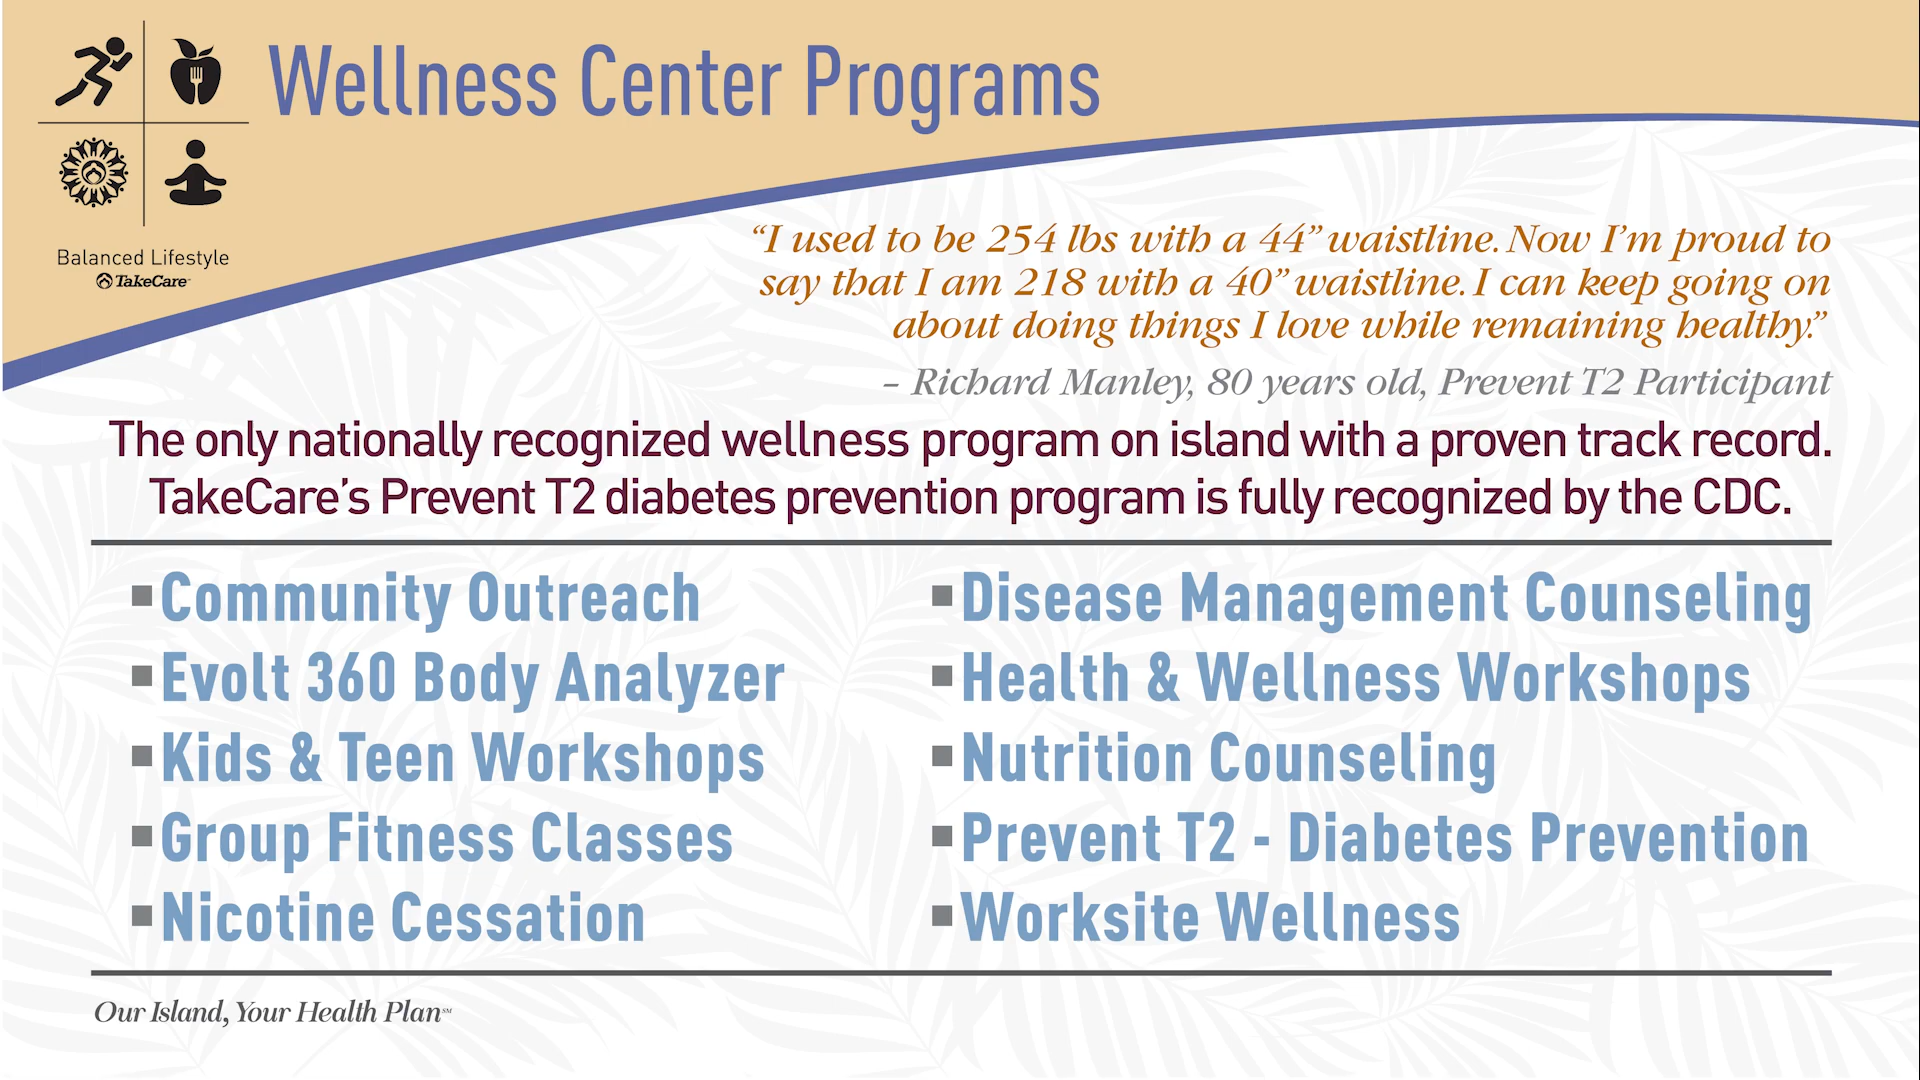 Wellness Center Programs
Balanced Lifestyle
TakeCare
“I used to be 254 lbs with a 44” waistline. Now I’m proud to
say that I am 218 with a 40” waistline. I can keep going on
about doing things I love while remaining healthy.”
– Richard Manley, 80 years old, Prevent T2 Participant
The only nationally recognized wellness program on island with a proven track record.
TakeCare’s Prevent T2 diabetes prevention program is fully recognized by the CDC.
▪Community Outreach
▪Evolt 360 Body Analyzer
▪Kids & Teen Workshops
▪Group Fitness Classes
▪Nicotine Cessation
▪Disease Management Counseling
▪Health & Wellness Workshops
▪Nutrition Counseling
▪Prevent T2 - Diabetes Prevention
▪Worksite Wellness
Our Island, Your Health Plan℠